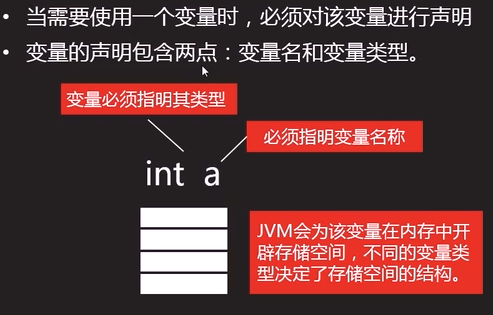 • 当需要使用一个变量时，必须对该变量进行声明
• 变量的声明包含两点：变量名和变量类型。
变量必须指明其类型
必须指明变量名称
int a
JVM会为该变量在内存中开
辟存储空间，不同的变量类
型决定了存储空间的结构。